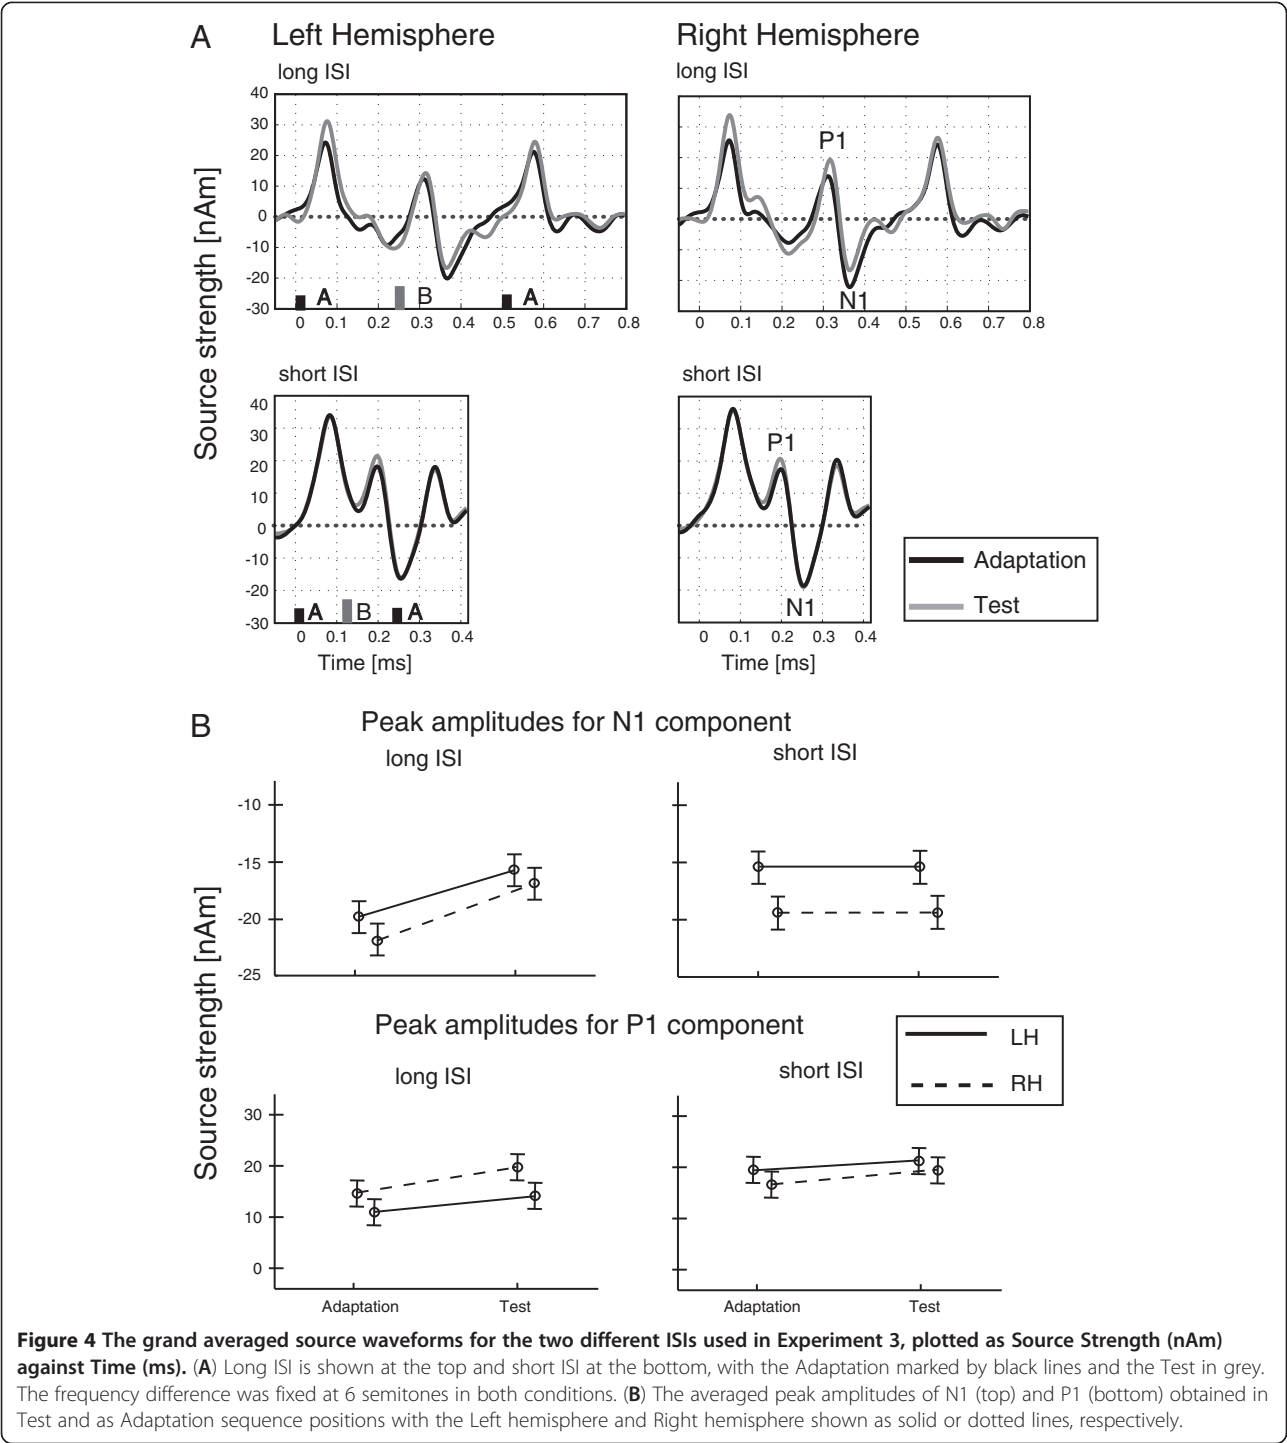 A
Left Hemisphere
Right Hemisphere
long ISI
long ISI
Source strength [nAm]
40
30
20
10
0
-10
-20
-30
A
B
A
0 0.1 0.2 0.3 0.4 0.5 0.6 0.7 0.8
P1
N1
0 0.1 0.2 0.3 0.4 0.5 0.6 0.7 0.8
short ISI
short ISI
40
30
20
10
0
-10
-20
-30
A
B
A
0 0.1 0.2 0.3 0.4
Time [ms]
P1
N1
0 0.1 0.2 0.3 0.4
Time [ms]
Adaptation
Test
B
Peak amplitudes for N1 component
long ISI
short ISI
Source strength [nAm]
-10
-15
-20
-25
Peak amplitudes for P1 component
LH
RH
long ISI
short ISI
30
20
10
0
Adaptation
Test
Adaptation
Test
Figure 4 The grand averaged source waveforms for the two different ISIs used in Experiment 3, plotted as Source Strength (nAm)
against Time (ms). (A) Long ISI is shown at the top and short ISI at the bottom, with the Adaptation marked by black lines and the Test in grey.
The frequency difference was fixed at 6 semitones in both conditions. (B) The averaged peak amplitudes of N1 (top) and P1 (bottom) obtained in
Test and as Adaptation sequence positions with the Left hemisphere and Right hemisphere shown as solid or dotted lines, respectively.